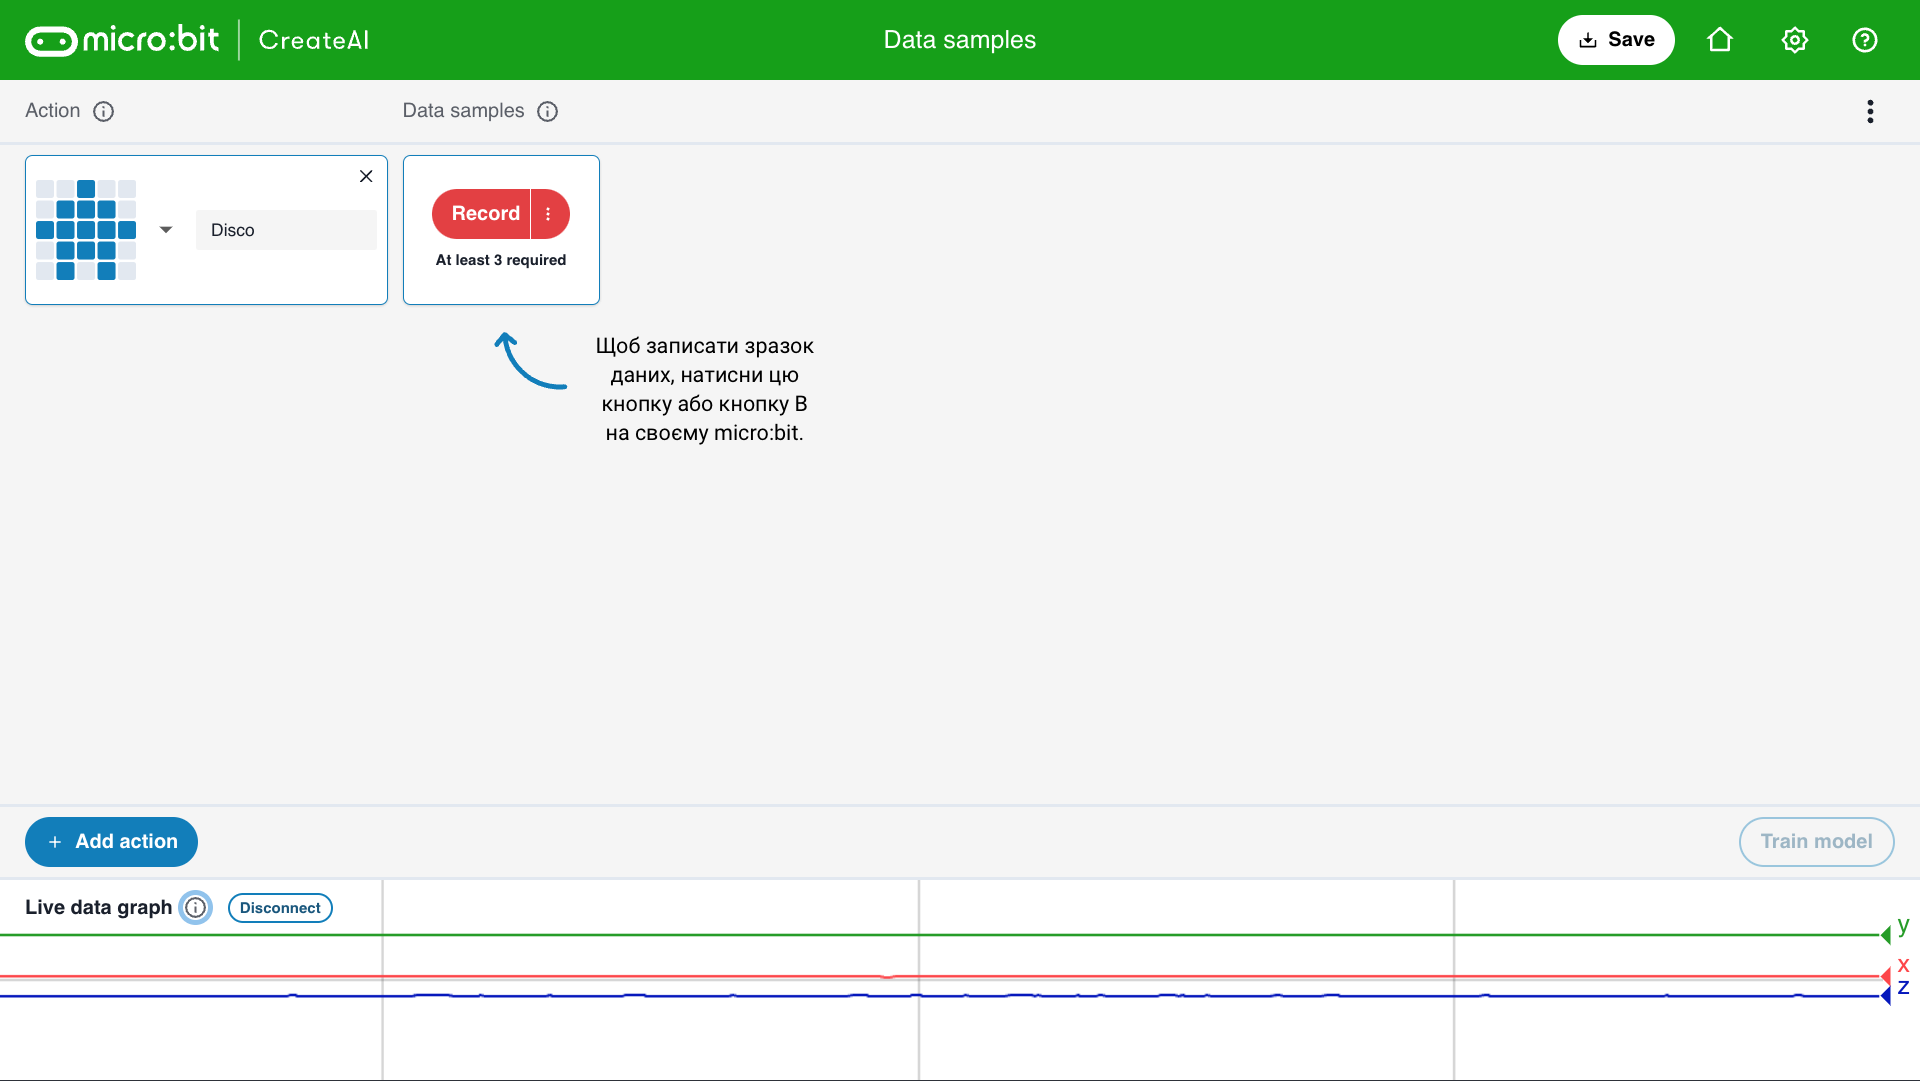 micro:bit CreateAI
Data samples
Save
Action
Data samples
Disco
Record
At least 3 required
Щоб записати зразок
даних, натисни цю
кнопку або кнопку B
на своєму micro:bit.
+ Add action
Train model
Live data graph
Disconnect
y
x
z